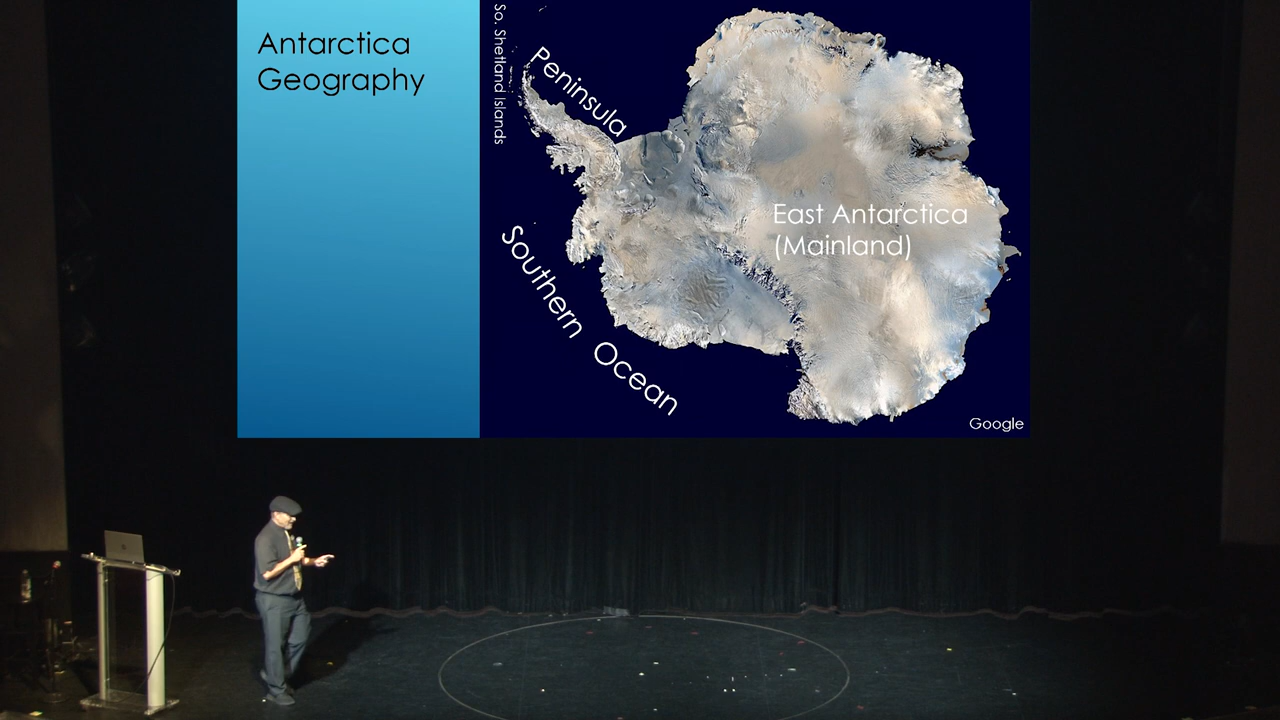 Antarctica
Geography
So. Shetland Islands
Peninsula
East Antarctica
(Mainland)
Southern Ocean
Google